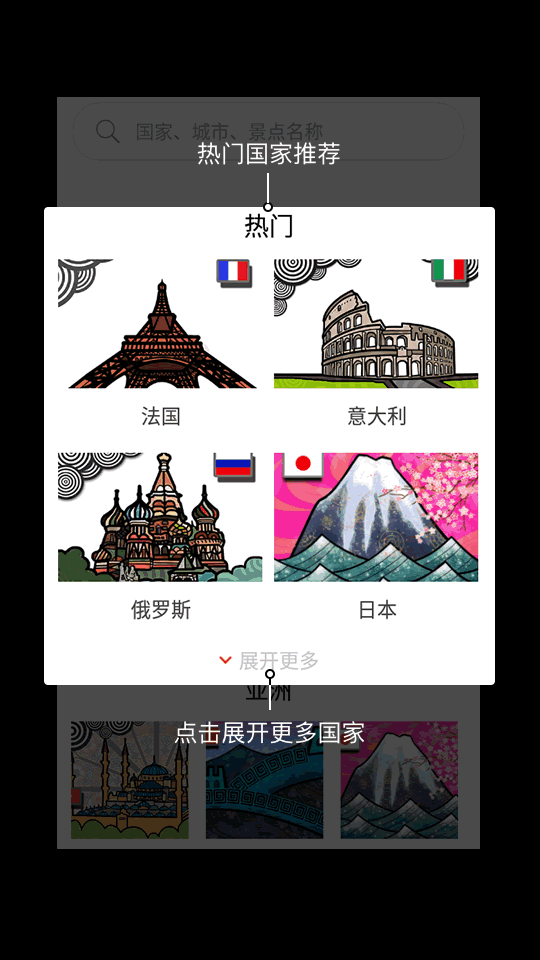 国家、城市、景点名称
热门国家推荐
热门
法国
意大利
俄罗斯
日本
展开更多
亚洲
点击展开更多国家